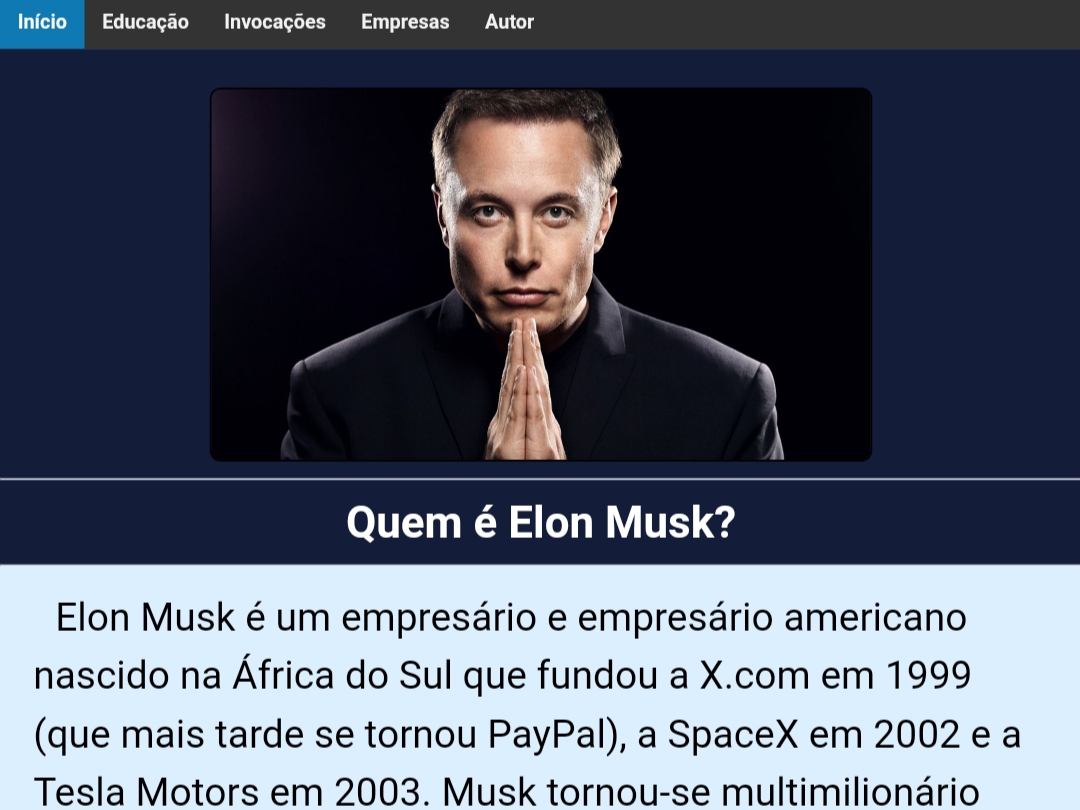 Início Educação Invocações Empresas Autor
Quem é Elon Musk?
Elon Musk é um empresário e empresário americano
nascido na África do Sul que fundou a X.com em 1999
(que mais tarde se tornou PayPal), a SpaceX em 2002 e a
Tesla Motors em 2003. Musk tornou-se multimilionário